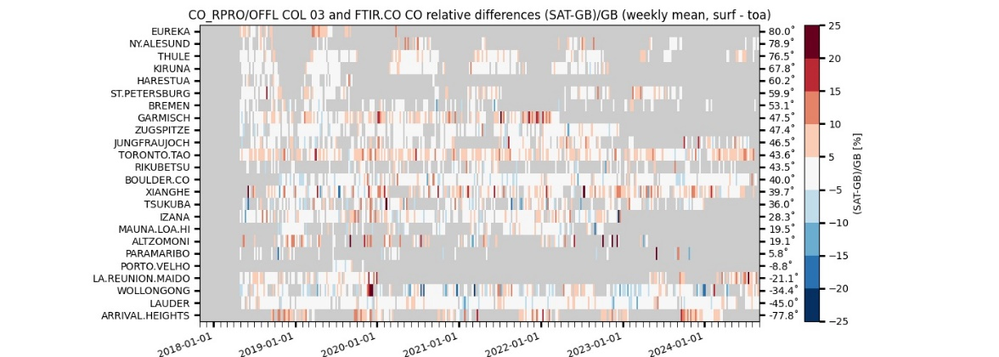 CO_RPRO/OFFL COL 03 and FTIR.CO CO relative differences (SAT-GB)/GB (weekly mean, surf - toa)
EUREKA 80.0˚
NY.ALESUND 78.9˚
THULE 76.5˚
KIRUNA 67.8˚
HARESTUA 60.2˚
ST.PETERSBURG 59.9˚
BREMEN 53.1˚
GARMISCH 47.5˚
ZUGSPITZE 47.4˚
JUNGFRAUJOCH 46.5˚
TORONTO.TAO 43.6˚
RIKUBETSU 43.5˚
BOULDER.CO 40.0˚
XIANGHE 39.7˚
TSUKUBA 36.0˚
IZANA 28.3˚
MAUNA.LOA.HI 19.5˚
ALTZOMONI 19.1˚
PARAMARIBO 5.8˚
PORTO.VELHO -8.8˚
LA.REUNION.MAIDO -21.1˚
WOLLONGONG -34.4˚
LAUDER -45.0˚
ARRIVAL.HEIGHTS -77.8˚
2018-01-01 2019-01-01 2020-01-01 2021-01-01 2022-01-01 2023-01-01 2024-01-01
25
20
15
10
5
−5
−10
−15
−20
−25
(SAT-GB)/GB [%]